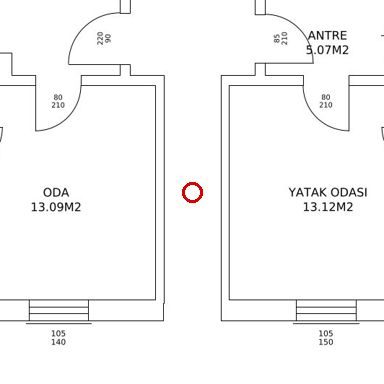 220
90
85
210
ANTRE
5.07M2
80
210
80
210
ODA
13.09M2
YATAK ODASI
13.12M2
105
140
105
150